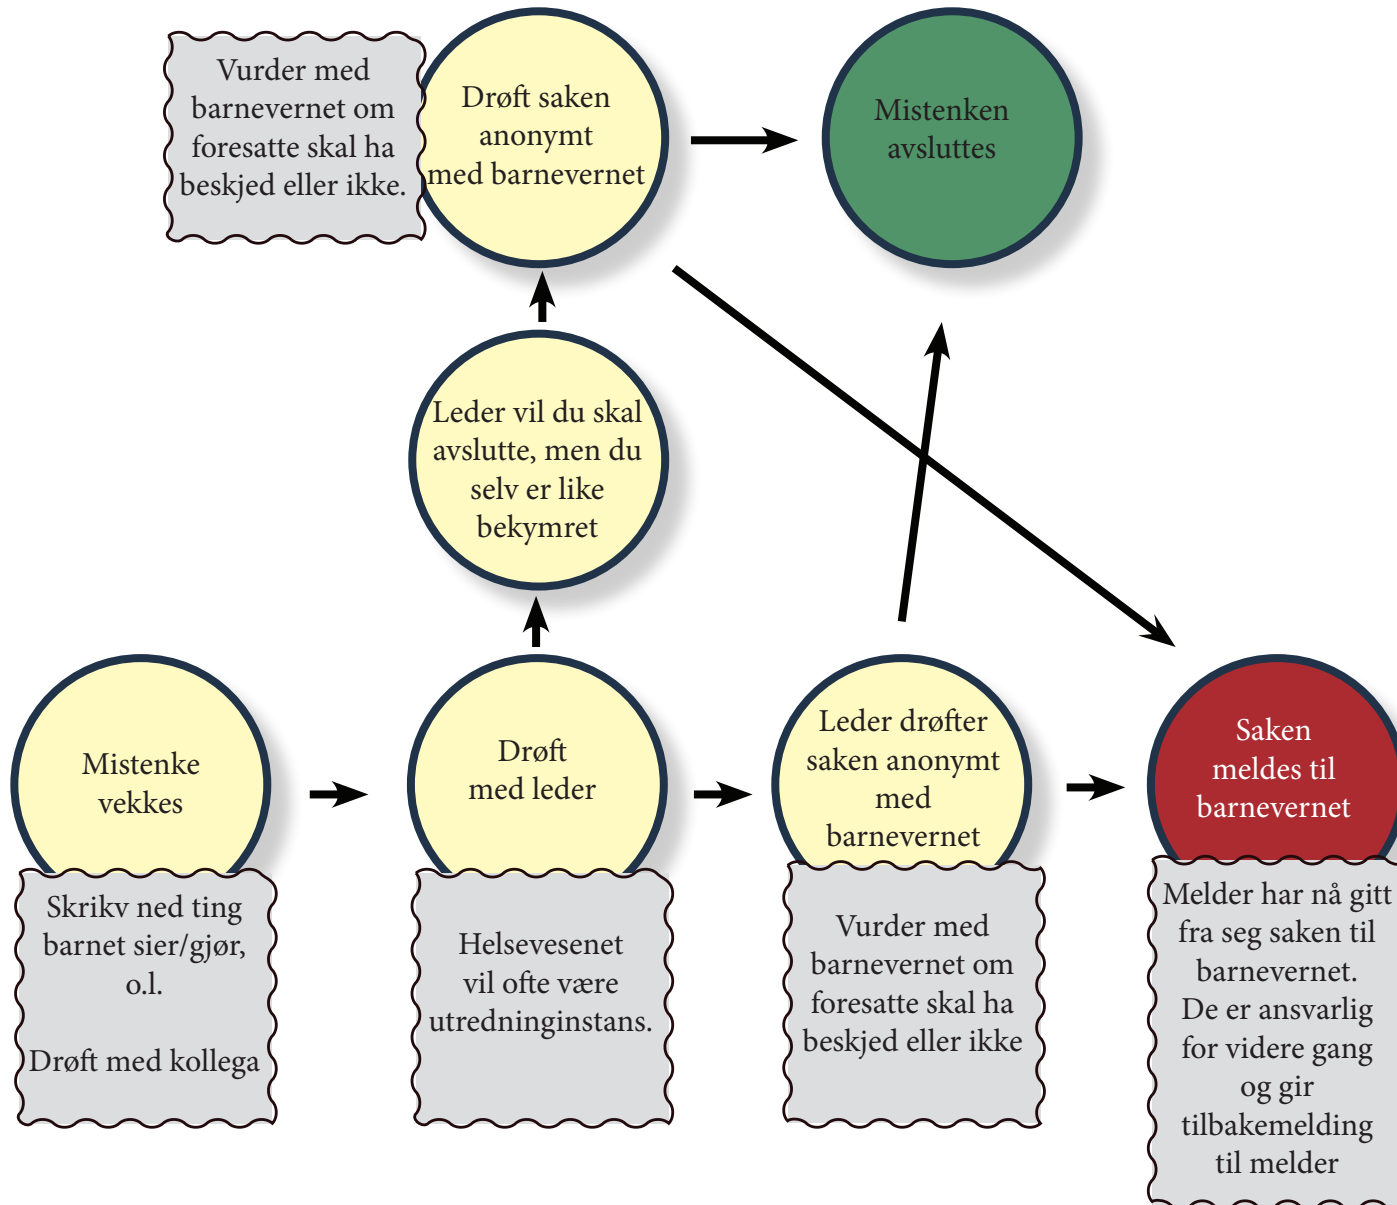 Vurder med
barnevernet om
foresatte skal ha
beskjed eller ikke.
Drøft saken
anonymt
med barnevernet
Mistenken
avsluttes
Leder vil du skal
avslutte, men du
selv er like
bekymret
Mistenke
vekkes
Drøft
med leder
Leder drøfter
saken anonymt
med
barnevernet
Saken
meldes til
barnevernet
Skrikv ned ting
barnet sier/gjør,
o.l.
Drøft med kollega
Helsevesenet
vil ofte være
utredninginstans.
Vurder med
barnevernet om
foresatte skal ha
beskjed eller ikke
Melder har nå gitt
fra seg saken til
barnevernet.
De er ansvarlig
for videre gang
og gir
tilbakemelding
til melder